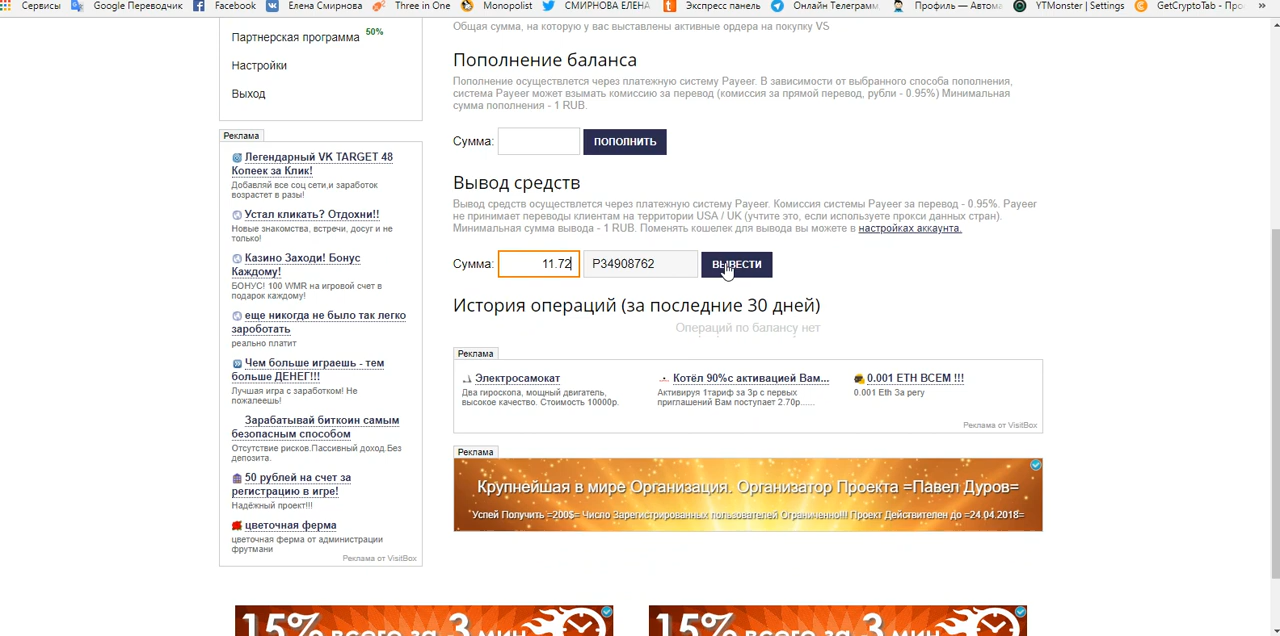 Сервисы Google Переводчик Facebook Елена Смирнова Three in One Monopolist СМИРНОВА ЕЛЕНА Экспресс панель Онлайн Телеграмм Профиль — Автома YTMonster | Settings GetCryptoTab - Про »
Партнерская программа 50%
Настройки
Выход
Реклама
Легендарный VK TARGET 48
Копеек за Клик!
Добавляй все соц сети,и заработок
возрастет в разы!
Устал кликать? Отдохни!!
Новые знакомства, встречи, досуг и не
только!
Казино Заходи! Бонус
Каждому!
БОНУС! 100 WMR на игровой счет в
подарок каждому!
еще никогда не было так легко
зароботать
реально платит
Чем больше играешь - тем
больше ДЕНЕГ!!!
Лучшая игра с заработком! Не
пожалеешь!
Зарабатывай биткоин самым
безопасным способом
Отсутствие рисков.Пассивный доход.Без
депозита.
50 рублей на счет за
регистрацию в игре!
Надёжный проект!!!
цветочная ферма
цветочная ферма от администрации
фрутмани
Реклама от VisitBox
Общая сумма, на которую у вас выставлены активные ордера на покупку VS
Пополнение баланса
Пополнение осуществляется через платежную систему Payeer. В зависимости от выбранного способа пополнения,
система Payeer может взымать комиссию за перевод (комиссия за прямой перевод, рубли - 0.95%) Минимальная
сумма пополнения - 1 RUB.
Сумма: ПОПОЛНИТЬ
Вывод средств
Вывод средств осуществлется через платежную систему Payeer. Комиссия системы Payeer за перевод - 0.95%. Payeer
не принимает переводы клиентам на территории USA / UK (учтите это, если используете прокси данных стран).
Минимальная сумма вывода - 1 RUB. Поменять кошелек для вывода вы можете в настройках аккаунта.
Сумма: 11.72 P34908762 ВЫВЕСТИ
История операций (за последние 30 дней)
Операций по балансу нет
Реклама
Электросамокат
Два гироскопа, мощный двигатель,
высокое качество. Стоимость 10000р.
Котёл 90%с активацией Вам...
Активируя 1тариф за 3р с первых
приглашений Вам поступает 2.70р......
0.001 ETH ВСЕМ !!!
0.001 Eth За регу
Реклама от VisitBox
Реклама
Крупнейшая в мире Организация. Организатор Проекта =Павел Дуров=
Успей Получить =200$= Число Зарегистрированных пользователей Ограниченно!!! Проект Действителен до =24.04.2018=
15% всего за 3 мин
15% всего за 3 мин